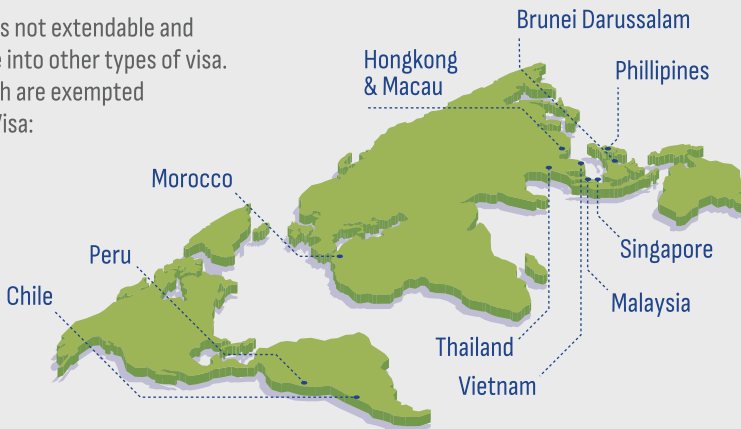 s not extendable and
into other types of visa.
are exempted
Visa:
Brunei Darussalam
Hongkong
& Macau
Phillipines
Morocco
Peru
Chile
Singapore
Malaysia
Thailand
Vietnam